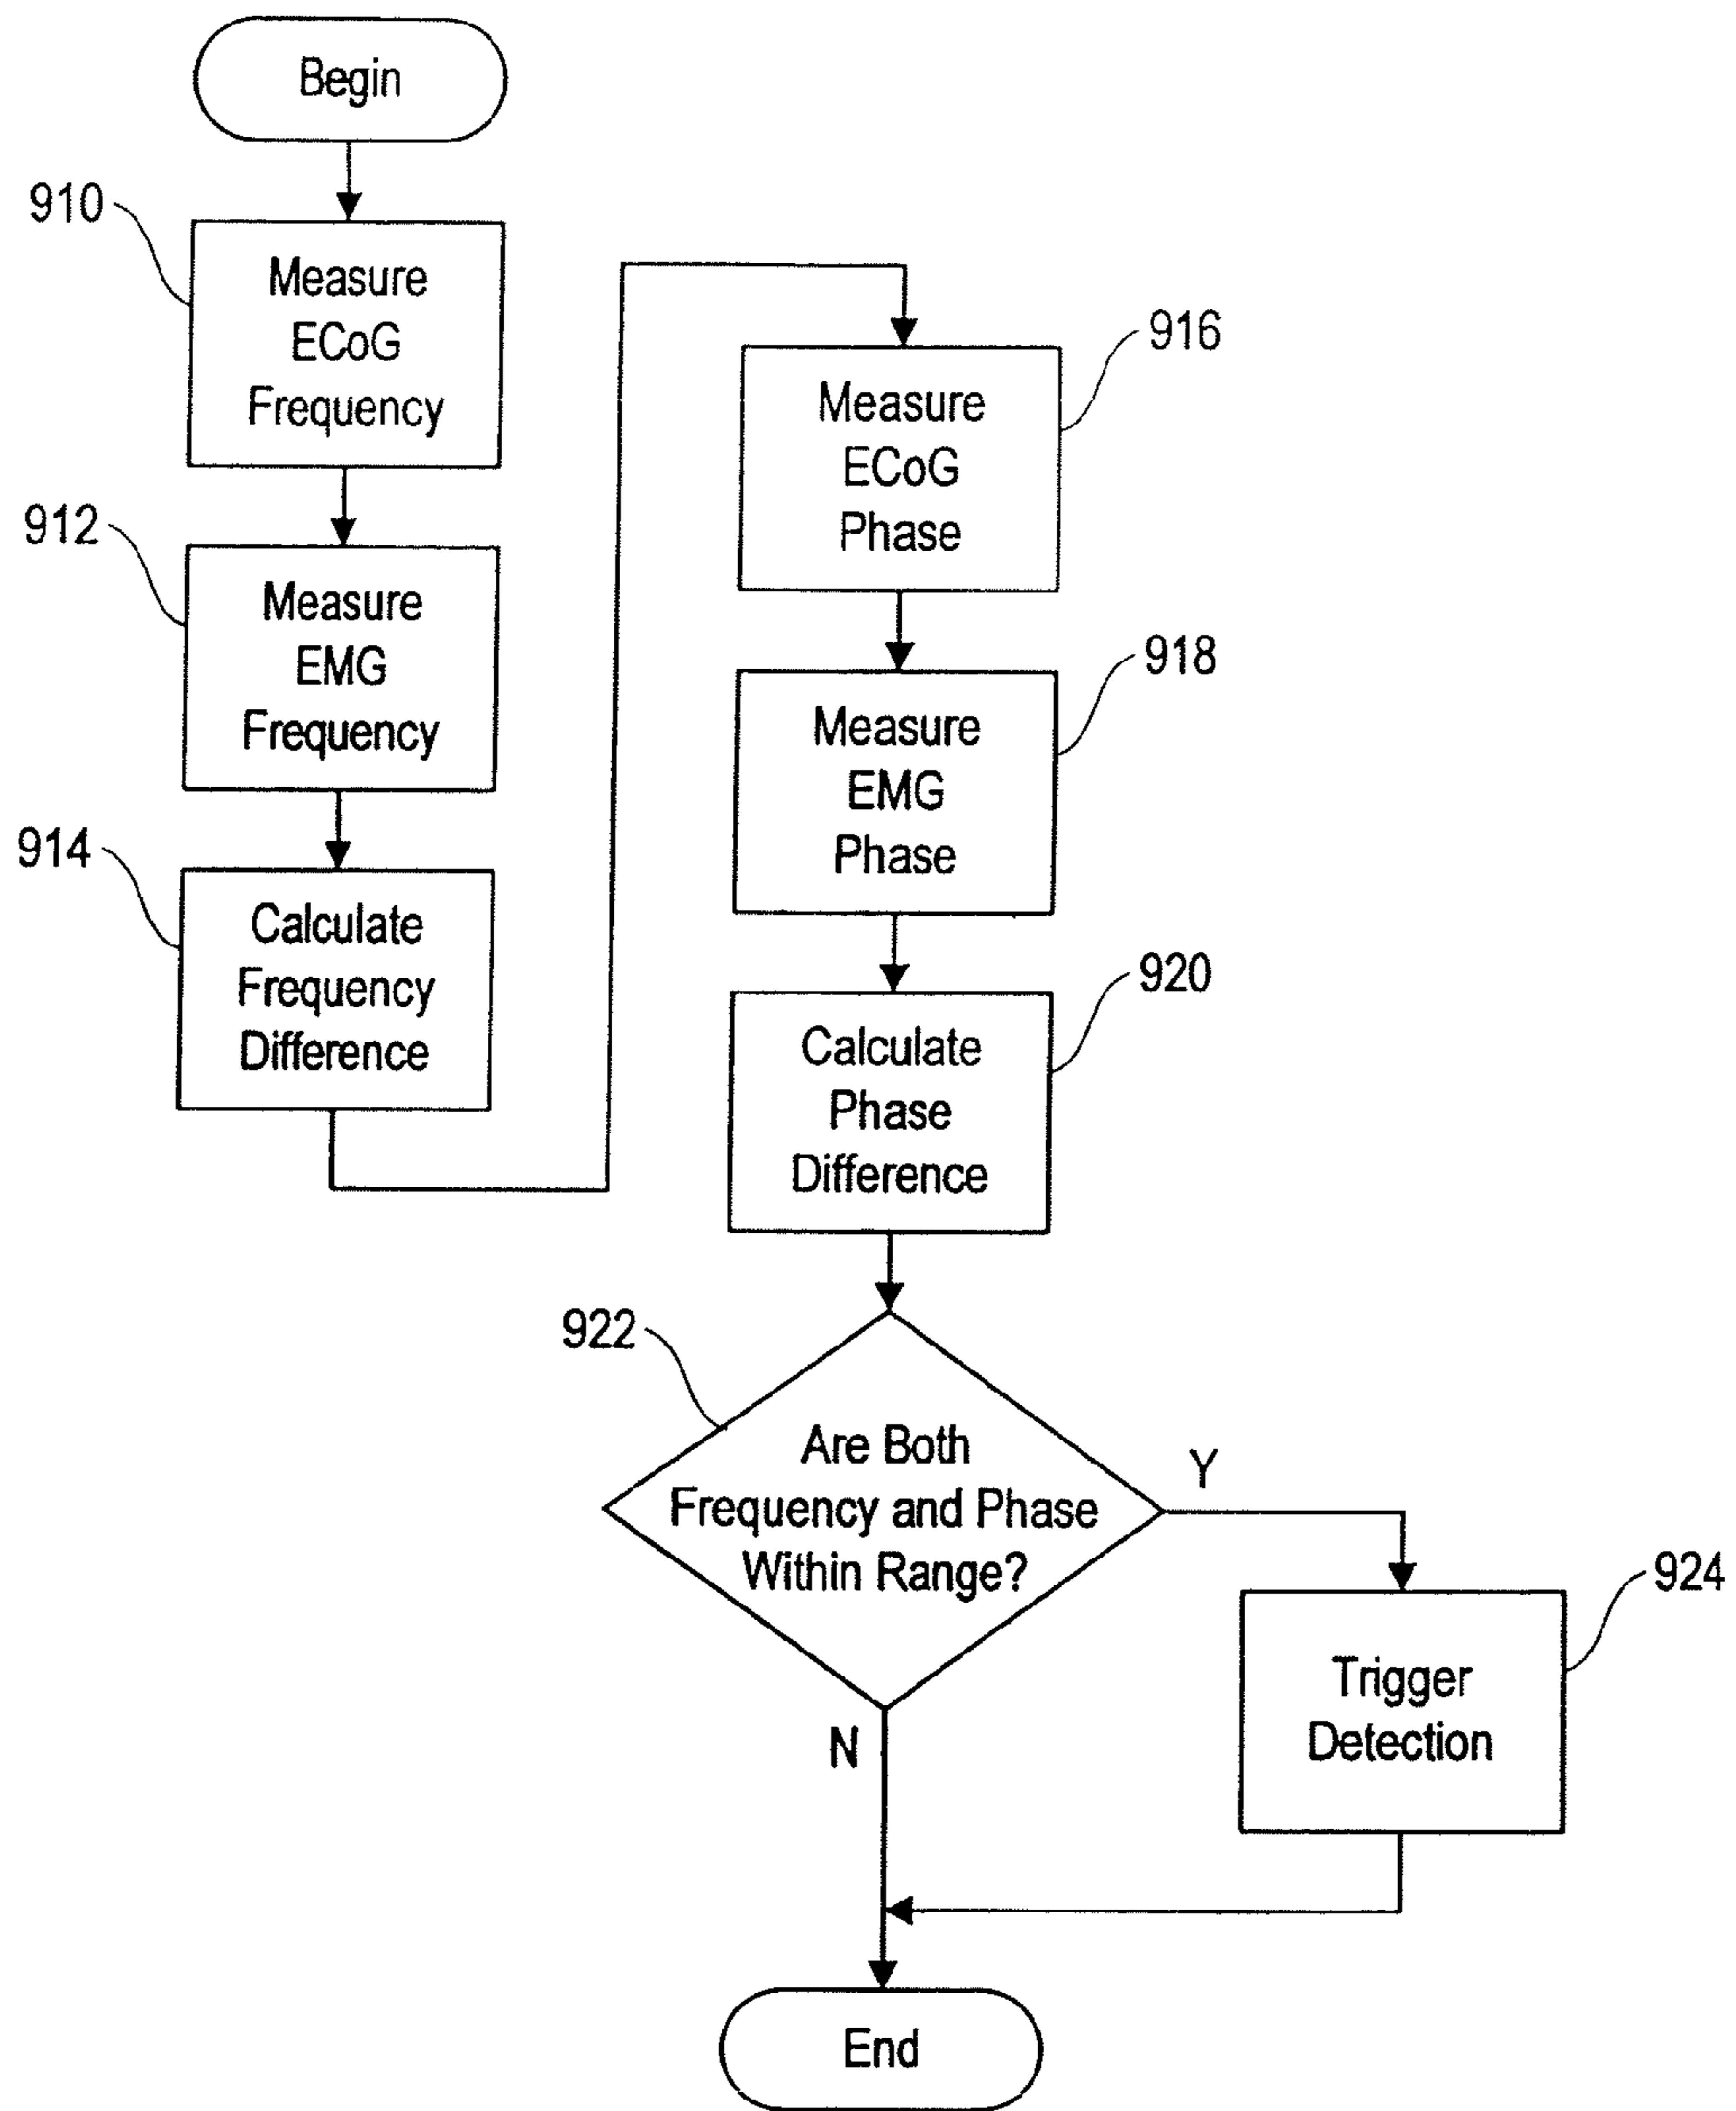 Begin
910
Measure
ECoG
Frequency
912
Measure
EMG
Frequency
914
Calculate
Frequency
Difference
916
Measure
ECoG
Phase
918
Measure
EMG
Phase
920
Calculate
Phase
Difference
922
Are Both
Frequency and Phase
Within Range?
Y
N
924
Trigger
Detection
End